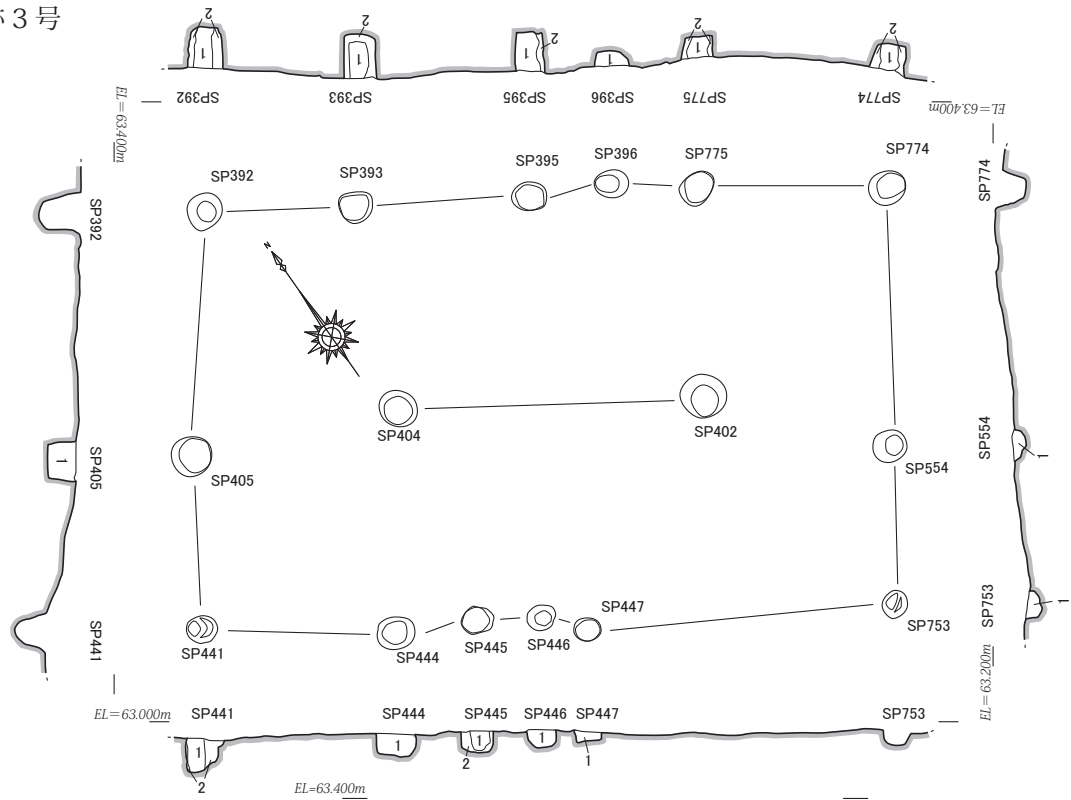 3号
2 2 2 2 2
1 1 1 1 1 1
SP392 SP393 SP395 SP396 SP775 SP774
EL=63.400m
EL=63.400m
SP392 SP393 SP395 SP396 SP775 SP774
SP392
SP774
N
SP404 SP402
SP405 SP554
1
SP405
SP554
1
SP441 SP444 SP445 SP446 SP447 SP753
SP441
SP753
1
EL=63.200m
EL=63.000m
SP441 SP444 SP445 SP446 SP447 SP753
1 1 1 1
2 2 1
EL=63.400m